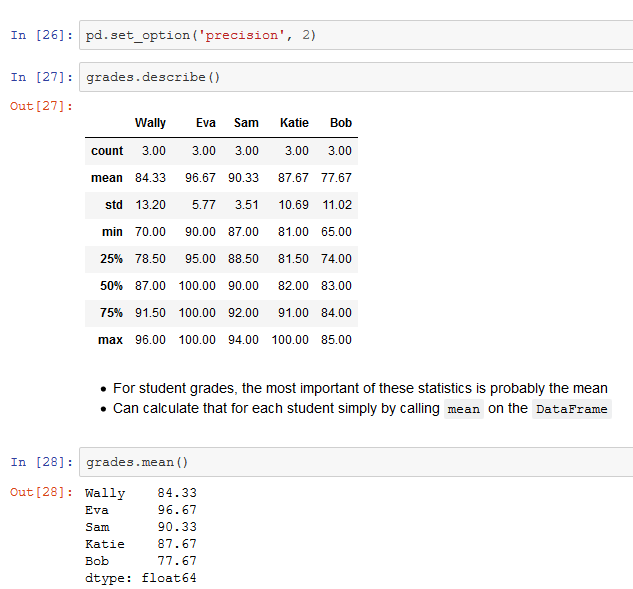 In [26]: pd.set_option('precision', 2)
In [27]: grades.describe()
Out[27]:
Wally Eva Sam Katie Bob
count 3.00 3.00 3.00 3.00 3.00
mean 84.33 96.67 90.33 87.67 77.67
std 13.20 5.77 3.51 10.69 11.02
min 70.00 90.00 87.00 81.00 65.00
25% 78.50 95.00 88.50 81.50 74.00
50% 87.00 100.00 90.00 82.00 83.00
75% 91.50 100.00 92.00 91.00 84.00
max 96.00 100.00 94.00 100.00 85.00
• For student grades, the most important of these statistics is probably the mean
• Can calculate that for each student simply by calling mean on the DataFrame
In [28]: grades.mean()
Out[28]: Wally 84.33
Eva 96.67
Sam 90.33
Katie 87.67
Bob 77.67
dtype: float64